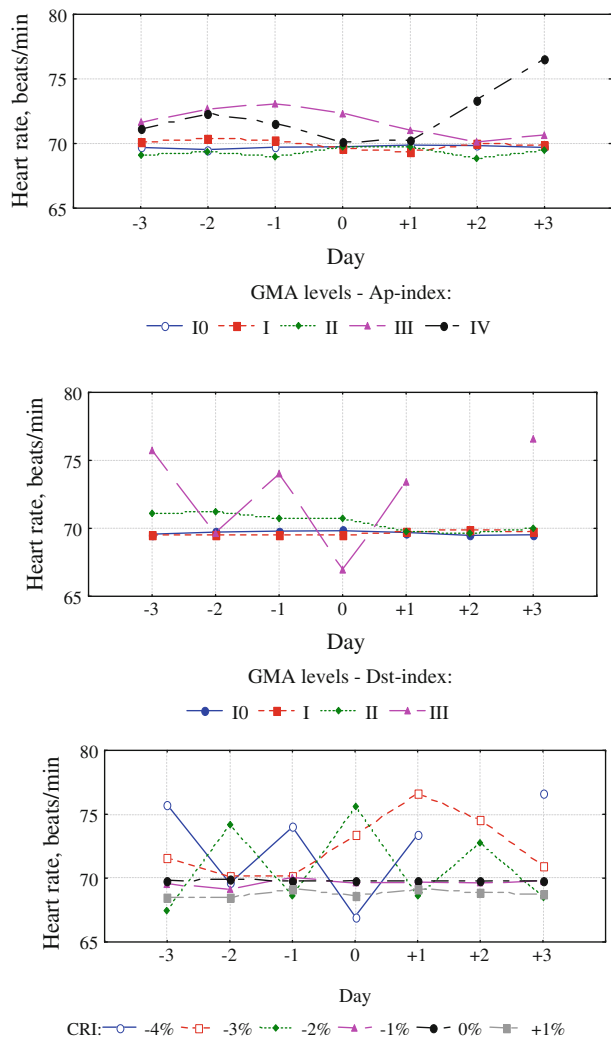 80
75
70
65
Heart rate, beats/min
-3 -2 -1 0 +1 +2 +3
Day
GMA levels - Ap-index:
I0 I II III IV
80
75
70
65
Heart rate, beats/min
-3 -2 -1 0 +1 +2 +3
Day
GMA levels - Dst-index:
I0 I II III
80
75
70
65
Heart rate, beats/min
-3 -2 -1 0 +1 +2 +3
Day
CRI: -4% -3% -2% -1% 0% +1%